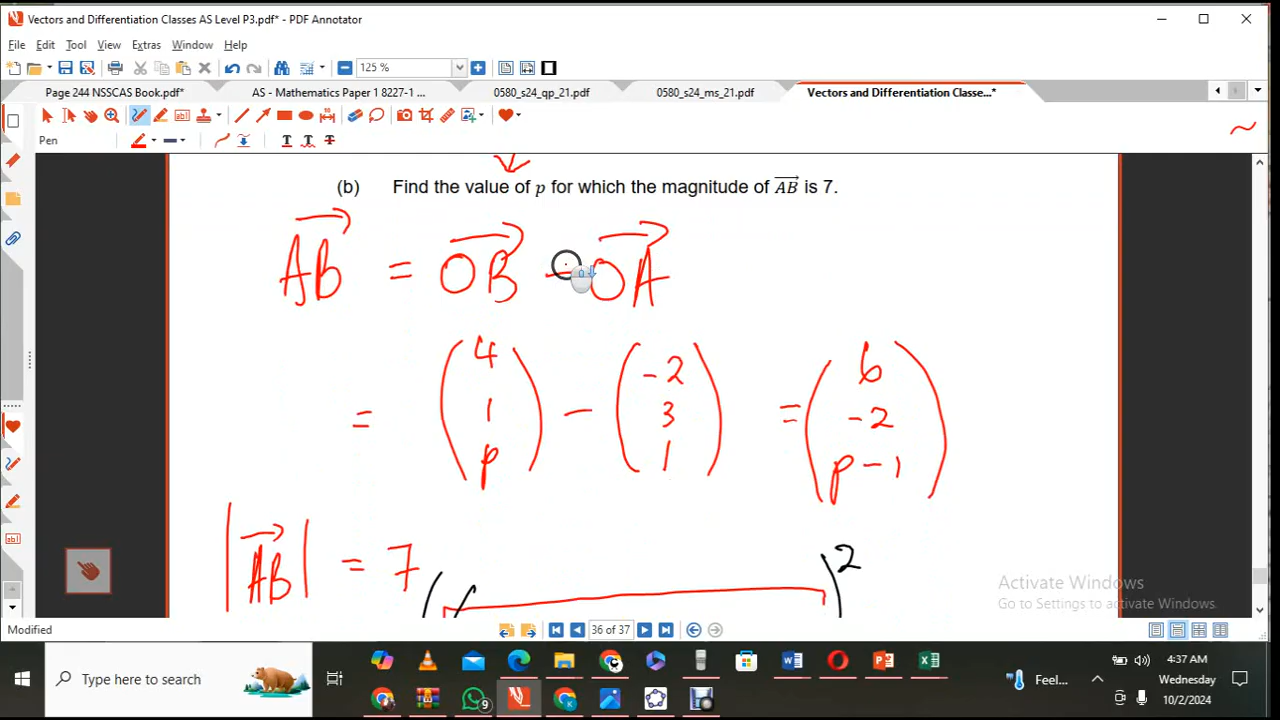 Vectors and Differentiation Classes AS Level P3.pdf* - PDF Annotator
File Edit Tool Extras Window Help
125 %
Page 244 NSSCAS Book.pdf* AS - Mathematics Paper 1 8227-1 ... 0580_s24_qp_21.pdf 0580_s24_ms_21.pdf Vectors and Differentiation Classe...*
Pen
(b) Find the value of p for which the magnitude of AB is 7.
AB = OB - OA
= (4 1 p) - (-2 3 1) = (6 -2 p-1)
|AB| = 7
2
Activate Windows
Go to Settings to activate Windows.
Modified
36 of 37
Type here to search
Feel...
4:37 AM
Wednesday
10/2/2024
9